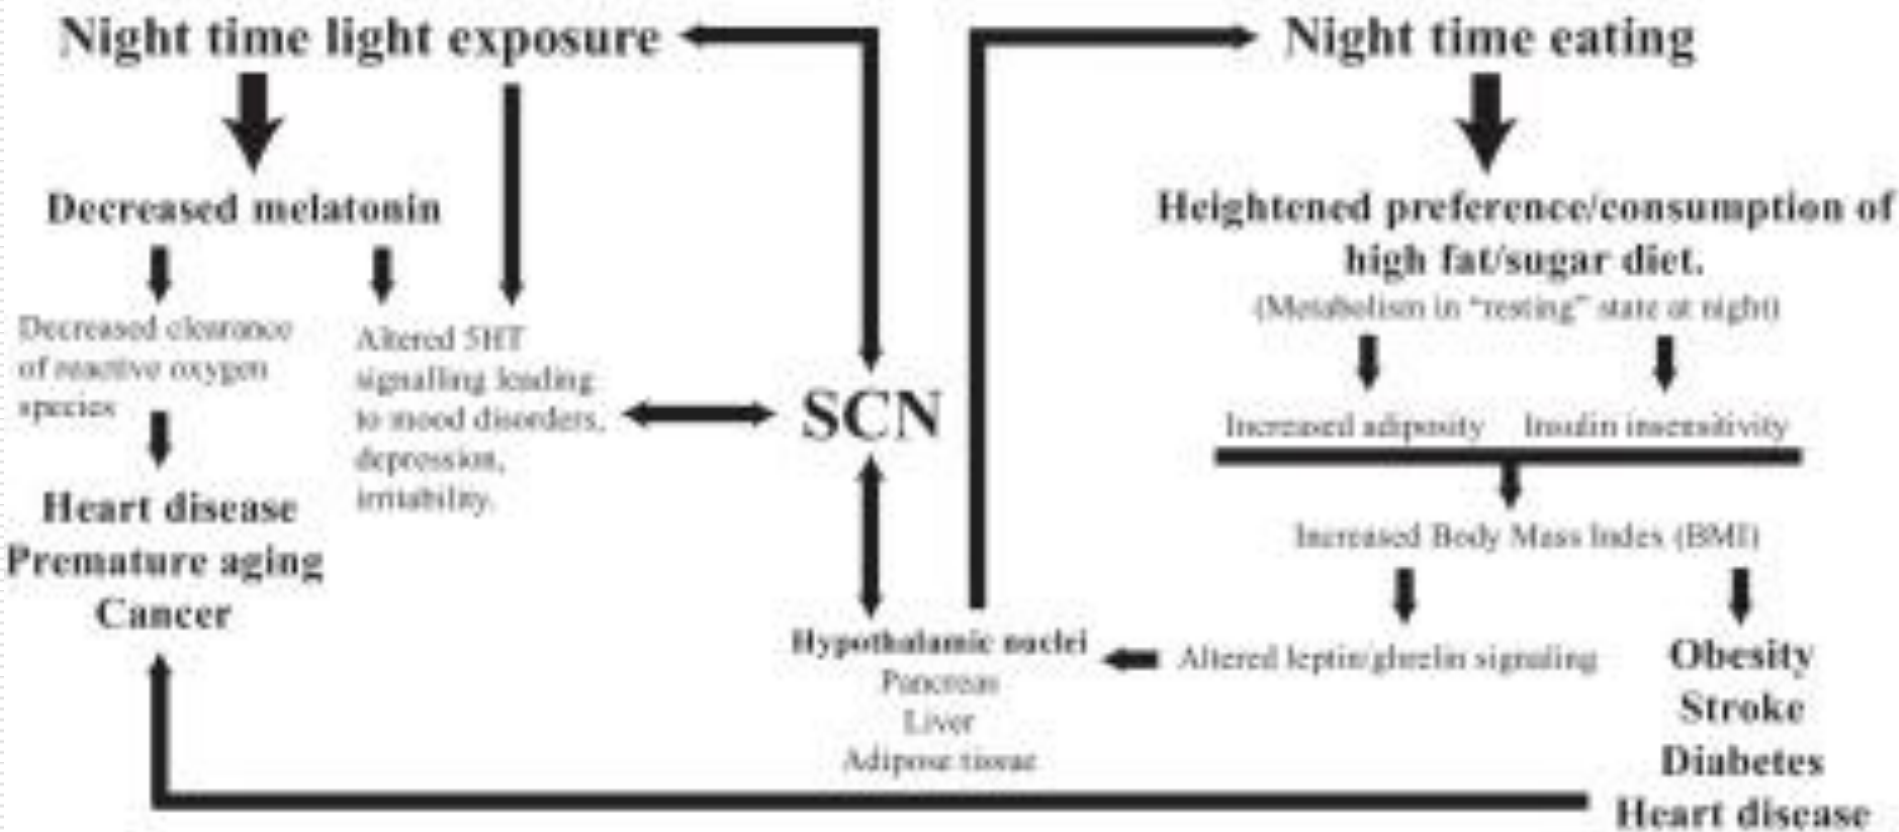 Night time light exposure
Night time eating
Decreased melatonin
Heightened preference/consumption of
high fat/sugar diet.
(Metabolism in "resting" state at night)
Decreased clearance
of reactive oxygen
species
Altered 5HT
signalling leading
to mood disorders,
depression,
irritability.
SCN
Increased adiposity
Insulin insensitivity
Heart disease
Premature aging
Cancer
Increased Body Mass Index (BMI)
Hypothalamic nuclei
Pancreas
Liver
Adipose tissue
Altered leptin/ghrelin signaling
Obesity
Stroke
Diabetes
Heart disease